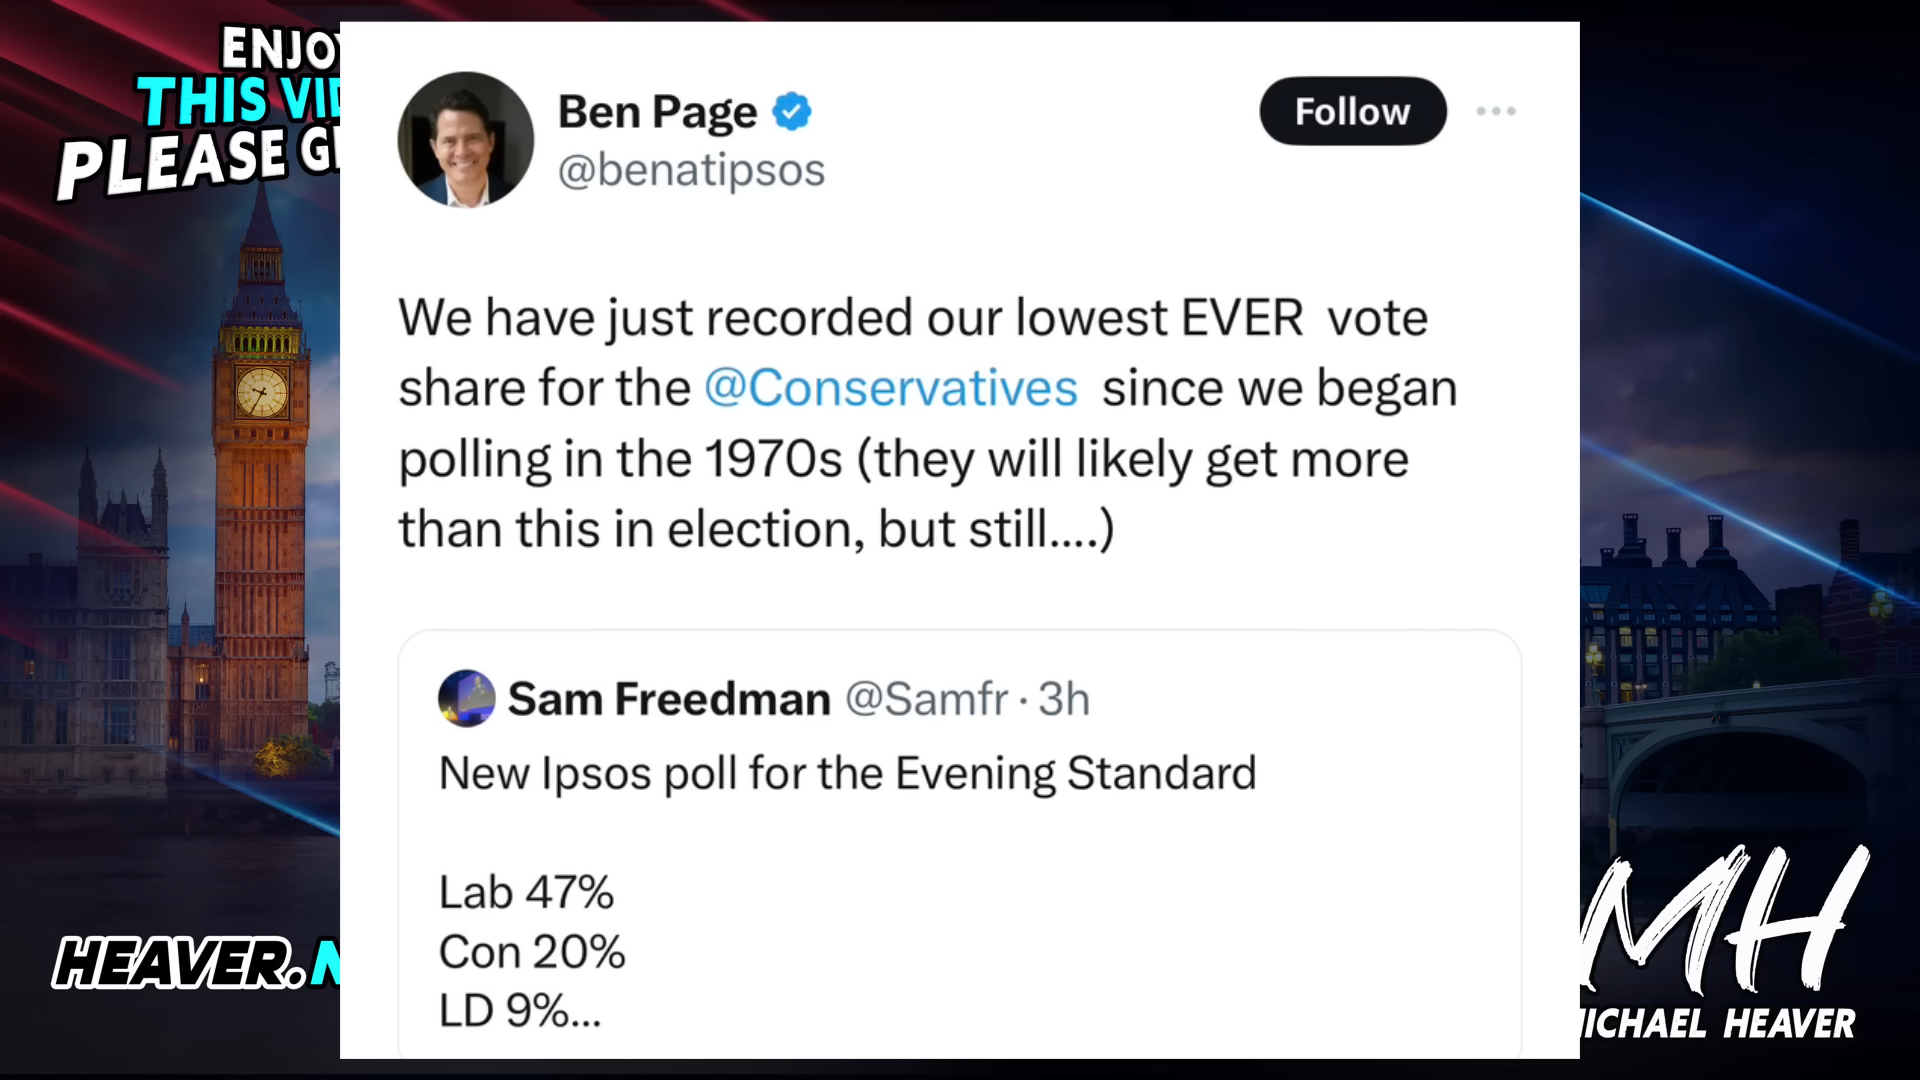 ENJOY
THIS VI
PLEASE GI
Ben Page
@benatipsos
Follow
We have just recorded our lowest EVER vote
share for the @Conservatives since we began
polling in the 1970s (they will likely get more
than this in election, but still....)
Sam Freedman @Samfr · 3h
New Ipsos poll for the Evening Standard
Lab 47%
Con 20%
LD 9%...
HEAVER.
MH
MICHAEL HEAVER